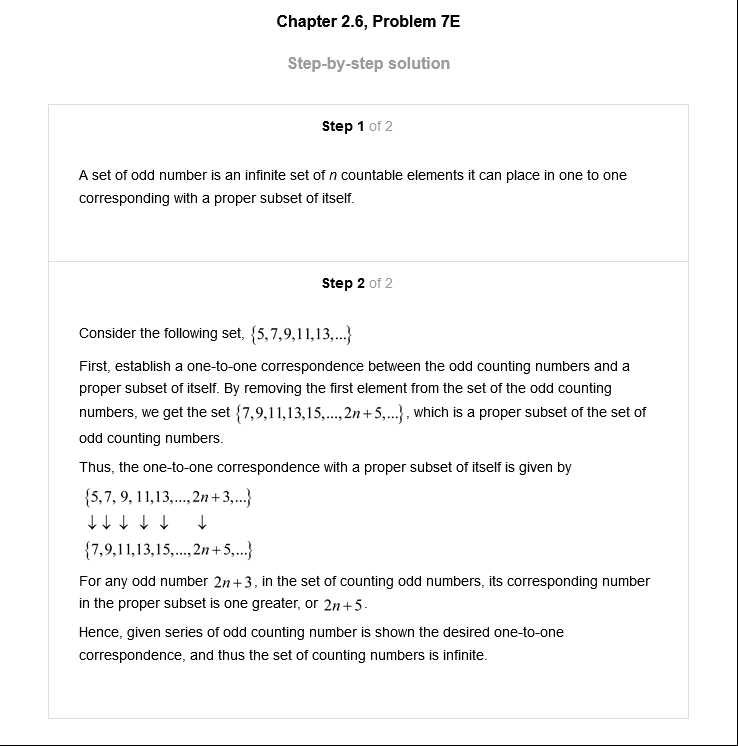 Chapter 2.6, Problem 7E
Step-by-step solution
Step 1 of 2
A set of odd number is an infinite set of n countable elements it can place in one to one
corresponding with a proper subset of itself.
Step 2 of 2
Consider the following set, {5,7,9,11,13,...}
First, establish a one-to-one correspondence between the odd counting numbers and a
proper subset of itself. By removing the first element from the set of the odd counting
numbers, we get the set {7,9,11,13,15,...,2n+5,...}, which is a proper subset of the set of
odd counting numbers.
Thus, the one-to-one correspondence with a proper subset of itself is given by
{5,7, 9, 11,13,...,2n+3,...}
↓ ↓ ↓ ↓ ↓ ↓
{7,9,11,13,15,...,2n+5,...}
For any odd number 2n+3, in the set of counting odd numbers, its corresponding number
in the proper subset is one greater, or 2n+5.
Hence, given series of odd counting number is shown the desired one-to-one
correspondence, and thus the set of counting numbers is infinite.